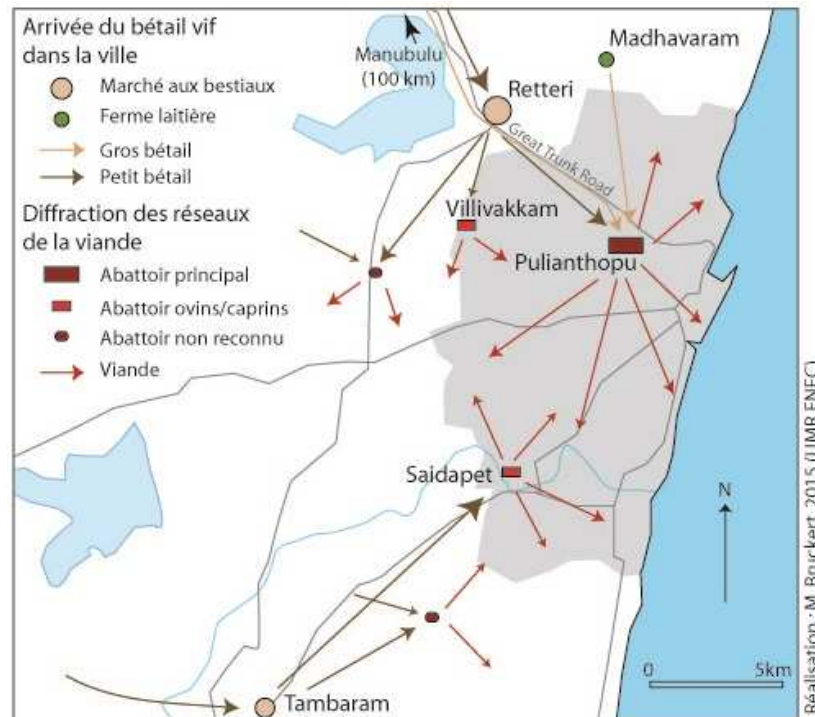 Arrivée du bétail vif
dans la ville
Marché aux bestiaux
Ferme laitière
Gros bétail
Petit bétail
Diffraction des réseaux
de la viande
Abattoir principal
Abattoir ovins/caprins
Abattoir non reconnu
Viande
Manubulu
(100 km)
Madhavaram
Retteri
Great Trunk Road
Villivakkam
Pulianthopu
Saidapet
Tambaram
N
0 5km
Réalisation : M. Bruckert, 2015 (UMR ENEC)